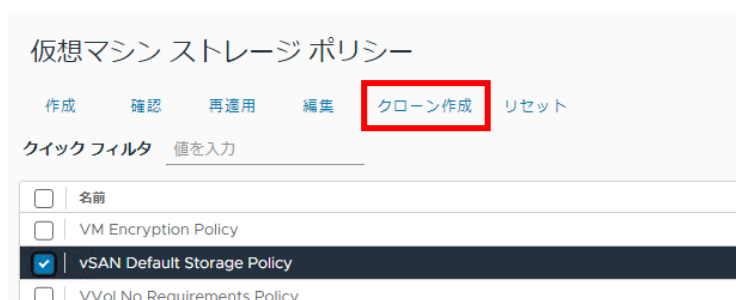 仮想マシン ストレージ ポリシー
作成 確認 再適用 編集 クローン作成 リセット
クイック フィルタ 値を入力
名前
VM Encryption Policy
vSAN Default Storage Policy
VVol No Requirements Policy